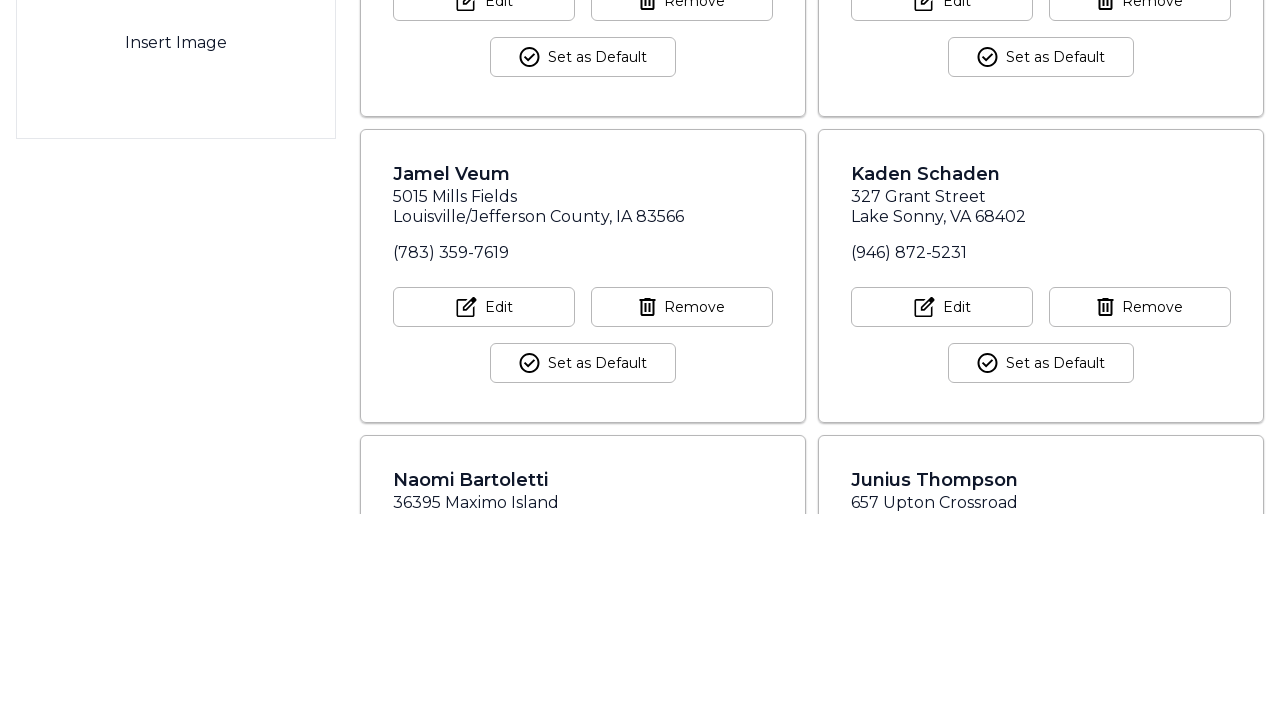 Insert Image
Edit
Remove
Edit
Remove
Set as Default
Set as Default
Jamel Veum
5015 Mills Fields
Louisville/Jefferson County, IA 83566
(783) 359-7619
Edit
Remove
Set as Default
Kaden Schaden
327 Grant Street
Lake Sonny, VA 68402
(946) 872-5231
Edit
Remove
Set as Default
Naomi Bartoletti
36395 Maximo Island
Junius Thompson
657 Upton Crossroad